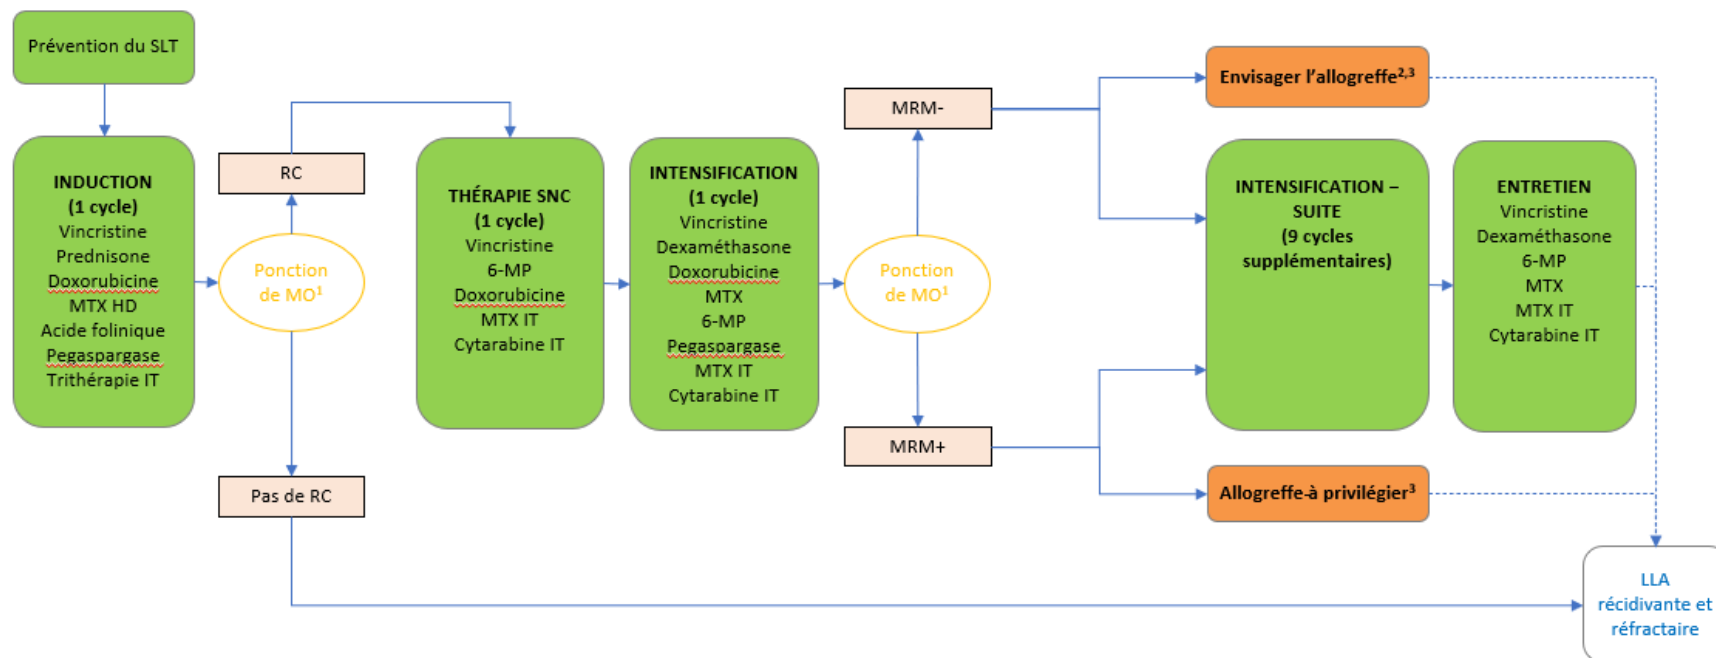 Prévention du SLT
INDUCTION
(1 cycle)
Vincristine
Prednisone
Doxorubicine
MTX HD
Acide folinique
Pegaspargase
Trithérapie IT
RC
Ponction
de MO¹
Pas de RC
THÉRAPIE SNC
(1 cycle)
Vincristine
6-MP
Doxorubicine
MTX IT
Cytarabine IT
INTENSIFICATION
(1 cycle)
Vincristine
Dexaméthasone
Doxorubicine
MTX
6-MP
Pegaspargase
MTX IT
Cytarabine IT
MRM-
Ponction
de MO¹
MRM+
Envisager l’allogreffe²,³
INTENSIFICATION –
SUITE
(9 cycles
supplémentaires)
Allogreffe-à privilégier³
ENTRETIEN
Vincristine
Dexaméthasone
6-MP
MTX
MTX IT
Cytarabine IT
LLA
récidivante et
réfractaire